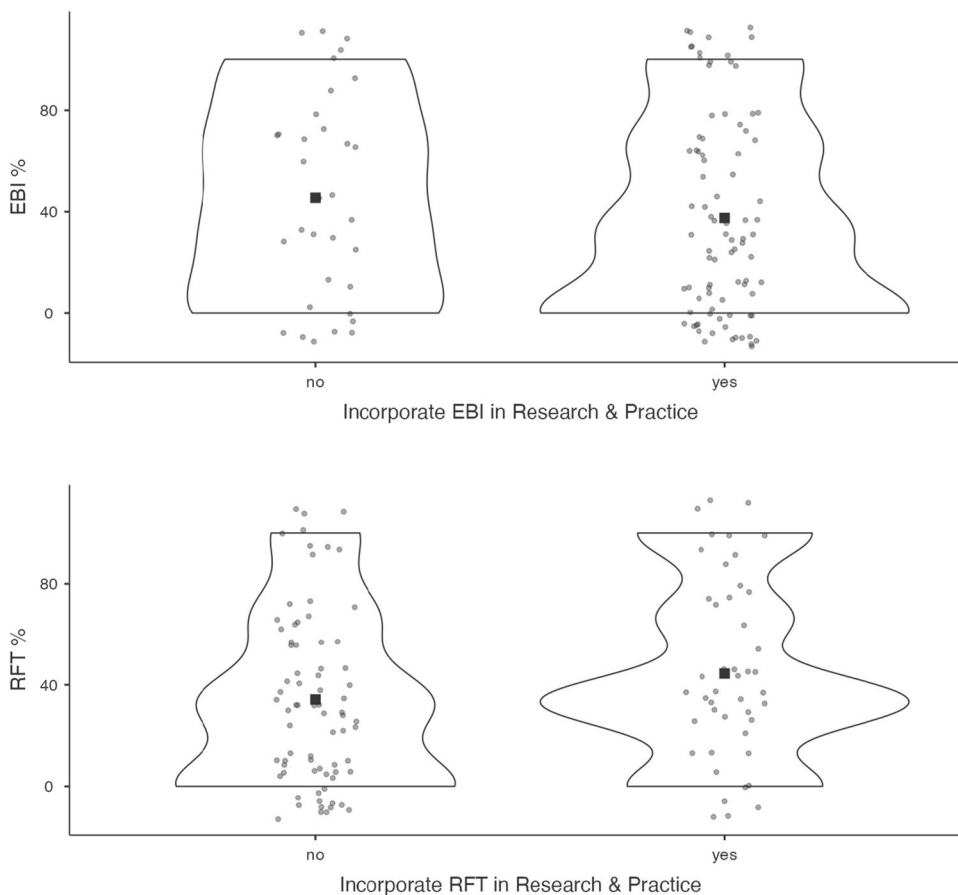 EBI %
80
40
0
no
yes
Incorporate EBI in Research & Practice
RFT %
80
40
0
no
yes
Incorporate RFT in Research & Practice